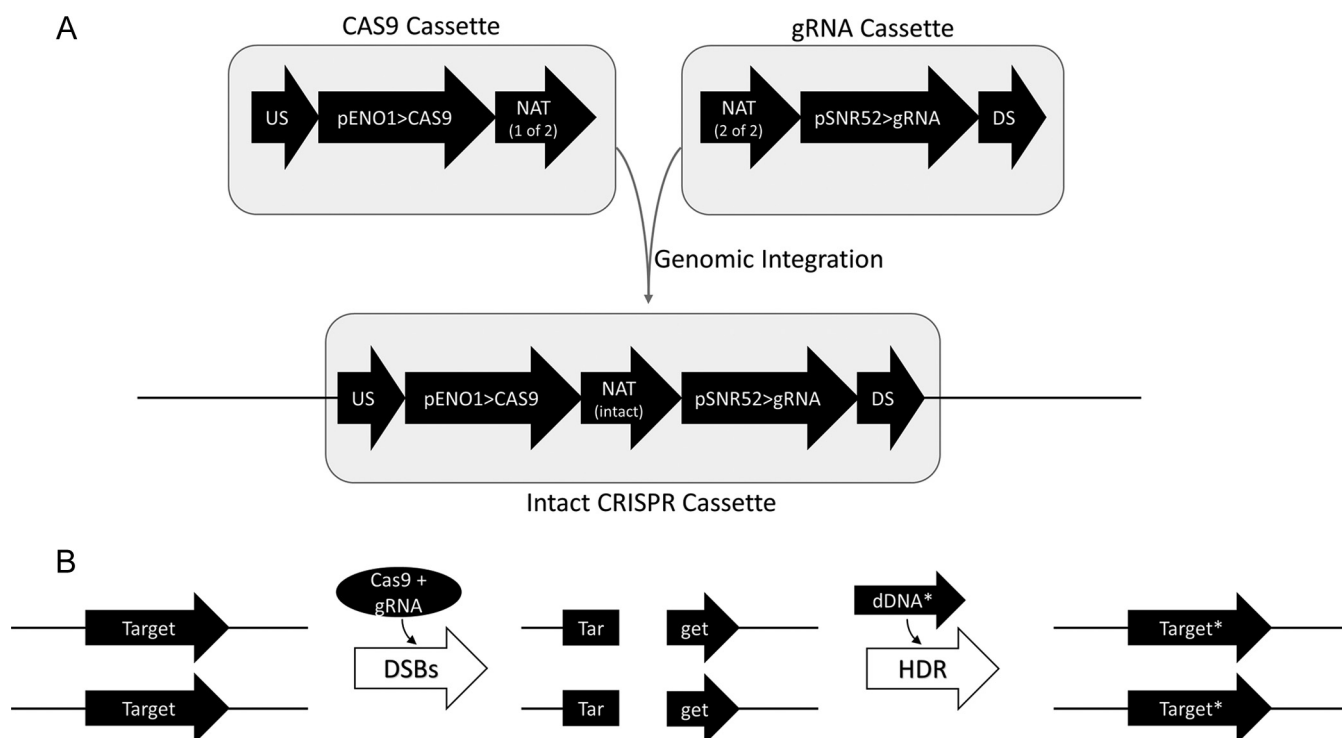 A
CAS9 Cassette
gRNA Cassette
US
pENO1>CAS9
NAT
(1 of 2)
NAT
(2 of 2)
pSNR52>gRNA
DS
Genomic Integration
US
pENO1>CAS9
NAT
(intact)
pSNR52>gRNA
DS
Intact CRISPR Cassette
B
Target
Cas9 +
gRNA
DSBs
Tar
get
dDNA*
HDR
Target*
Target
Tar
get
Target*